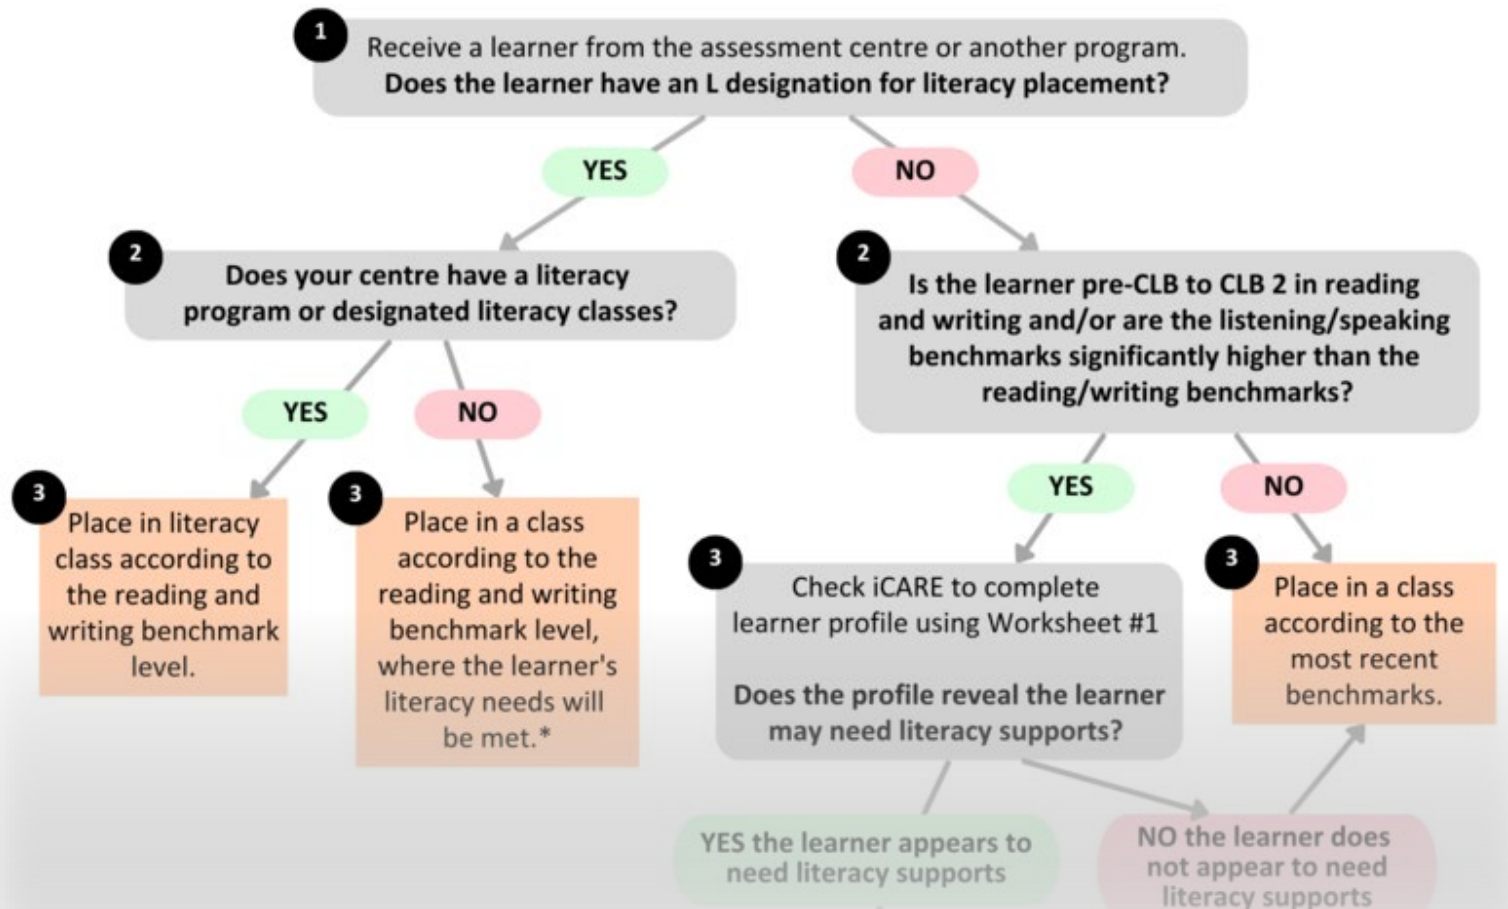 1
Receive a learner from the assessment centre or another program.
Does the learner have an L designation for literacy placement?
YES
NO
2
Does your centre have a literacy
program or designated literacy classes?
2
Is the learner pre-CLB to CLB 2 in reading
and writing and/or are the listening/speaking
benchmarks significantly higher than the
reading/writing benchmarks?
YES
NO
3
Place in literacy
class according to
the reading and
writing benchmark
level.
3
Place in a class
according to the
reading and writing
benchmark level,
where the learner's
literacy needs will
be met.*
YES
NO
3
Check iCARE to complete
learner profile using Worksheet #1
Does the profile reveal the learner
may need literacy supports?
3
Place in a class
according to the
most recent
benchmarks.
YES the learner appears to
need literacy supports
NO the learner does
not appear to need
literacy supports